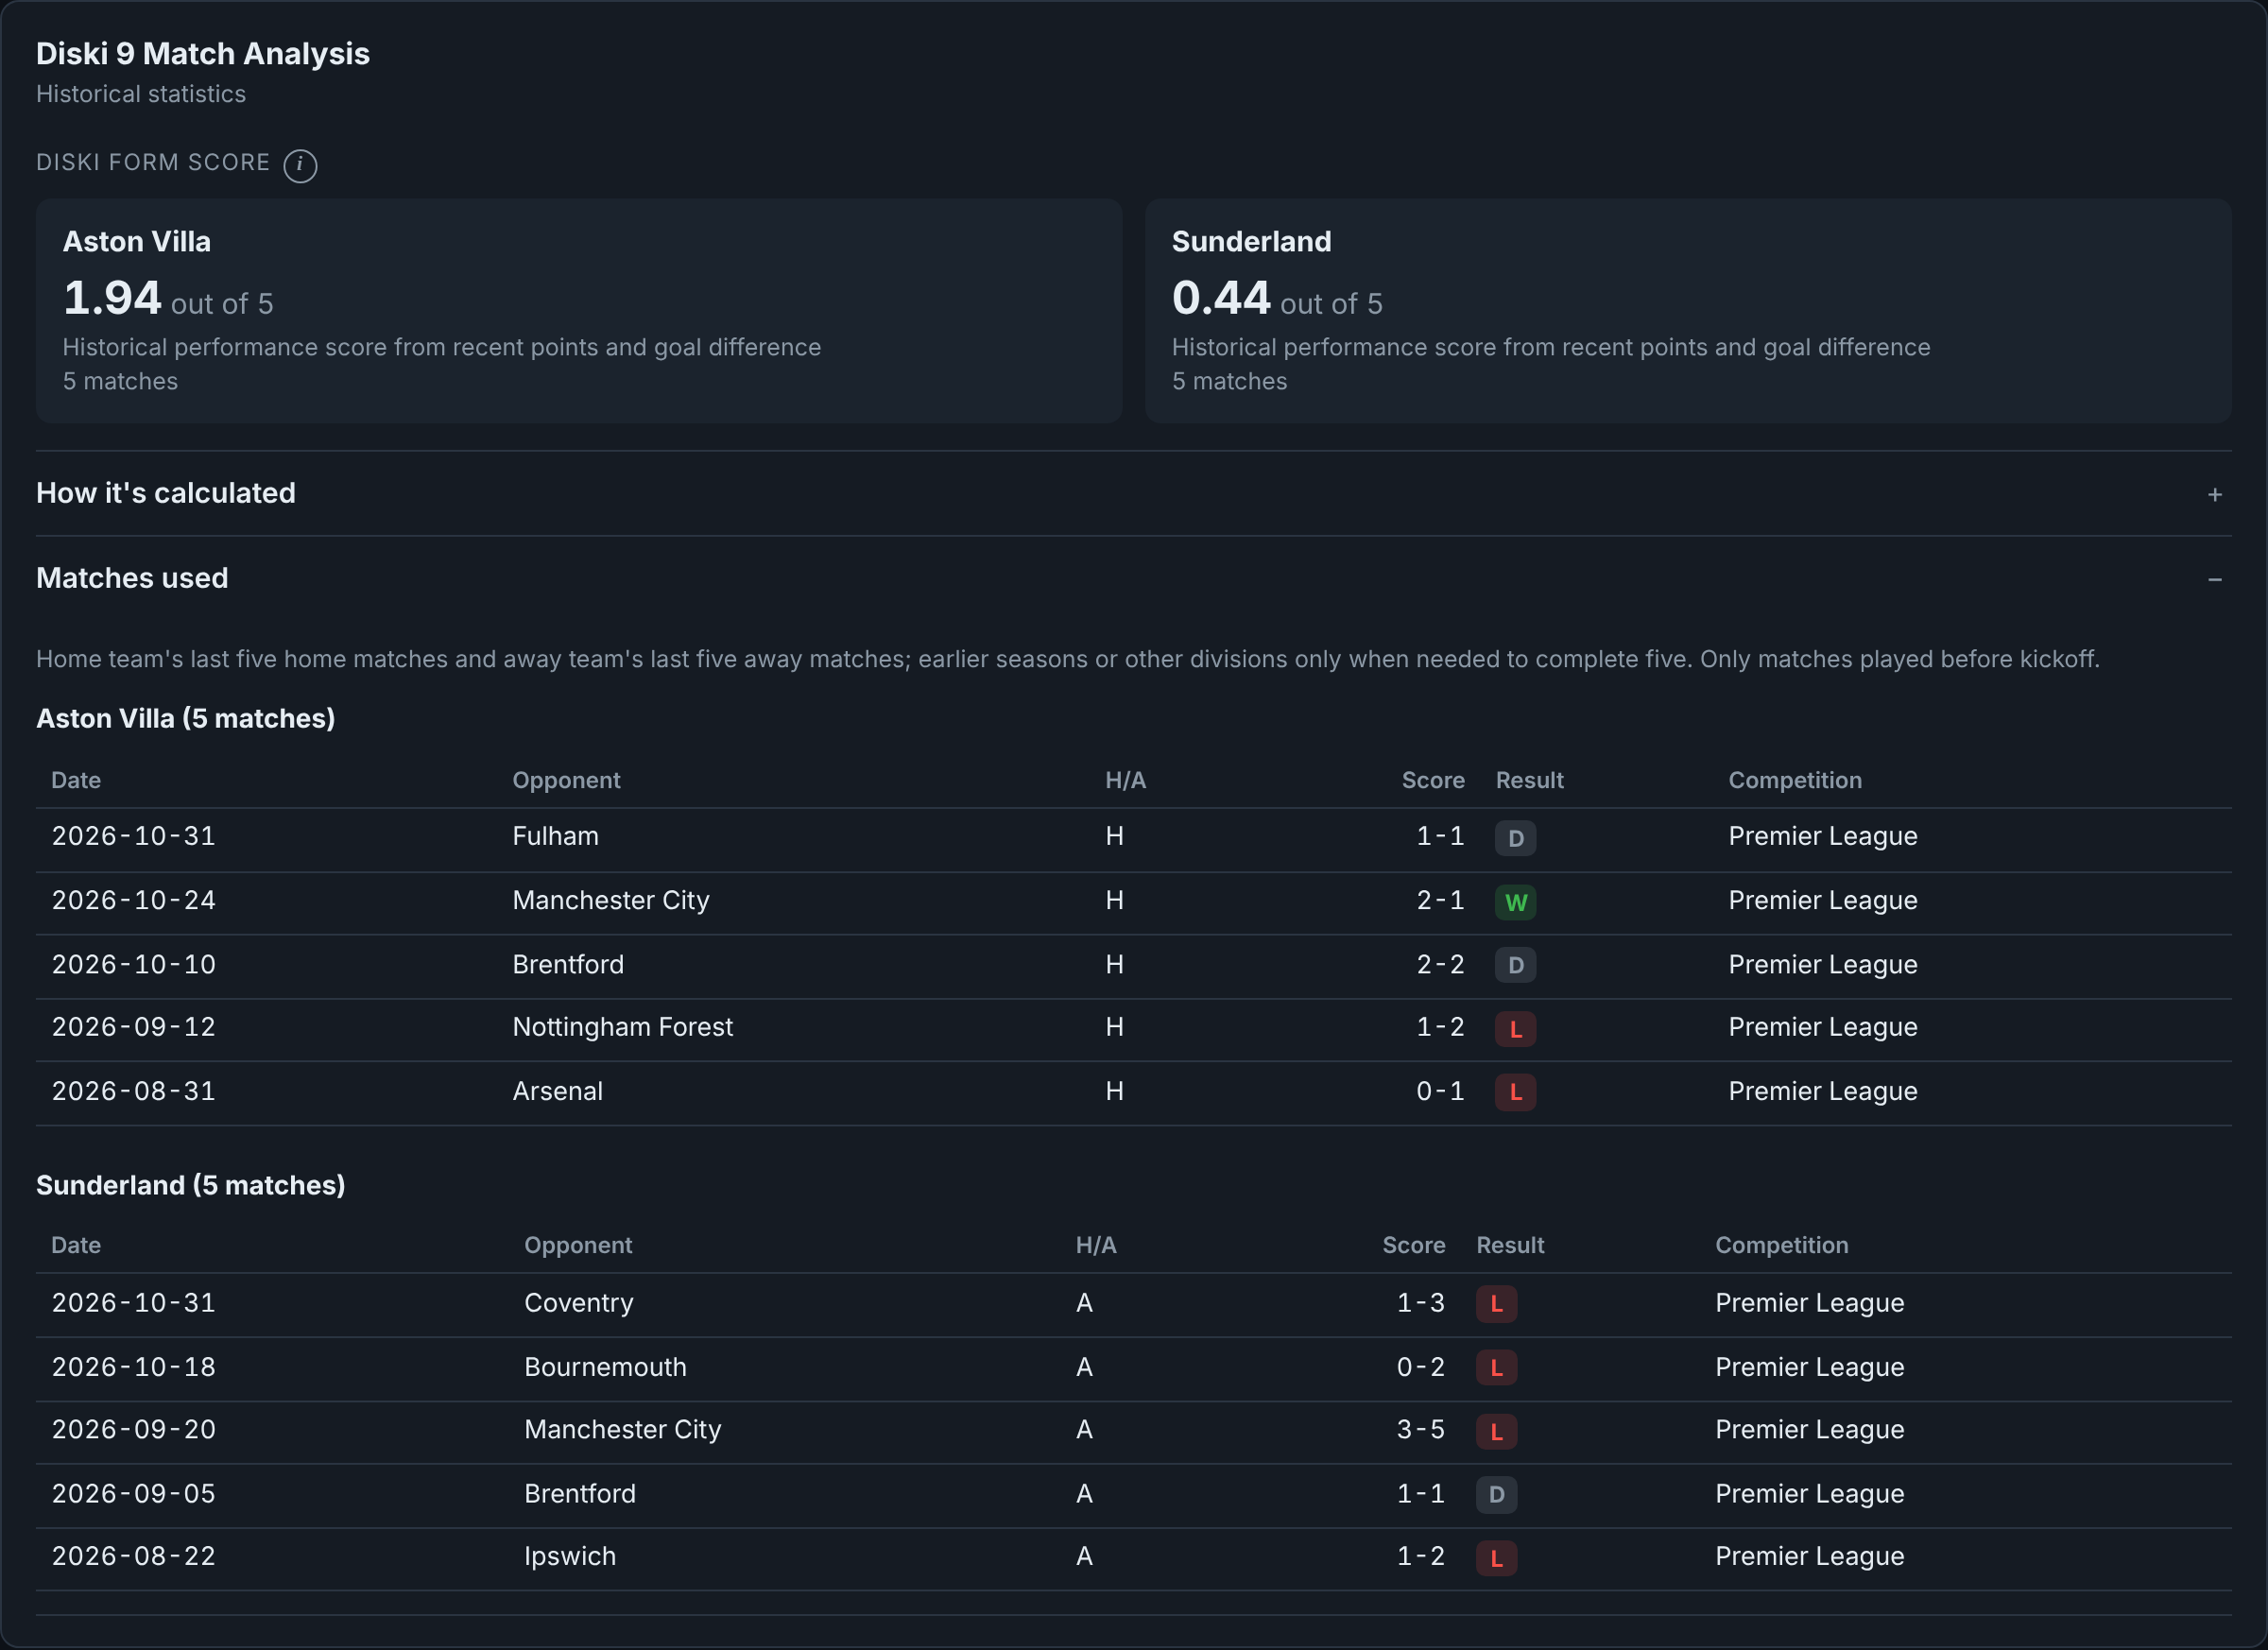 Diski 9 Match Analysis
Historical statistics
DISKI FORM SCORE i
Aston Villa
1.94 out of 5
Historical performance score from recent points and goal difference
5 matches
Sunderland
0.44 out of 5
Historical performance score from recent points and goal difference
5 matches
How it's calculated +
Matches used −
Home team's last five home matches and away team's last five away matches; earlier seasons or other divisions only when needed to complete five. Only matches played before kickoff.
Aston Villa (5 matches)
Date Opponent H/A Score Result Competition
2026-10-31 Fulham H 1-1 D Premier League
2026-10-24 Manchester City H 2-1 W Premier League
2026-10-10 Brentford H 2-2 D Premier League
2026-09-12 Nottingham Forest H 1-2 L Premier League
2026-08-31 Arsenal H 0-1 L Premier League
Sunderland (5 matches)
Date Opponent H/A Score Result Competition
2026-10-31 Coventry A 1-3 L Premier League
2026-10-18 Bournemouth A 0-2 L Premier League
2026-09-20 Manchester City A 3-5 L Premier League
2026-09-05 Brentford A 1-1 D Premier League
2026-08-22 Ipswich A 1-2 L Premier League